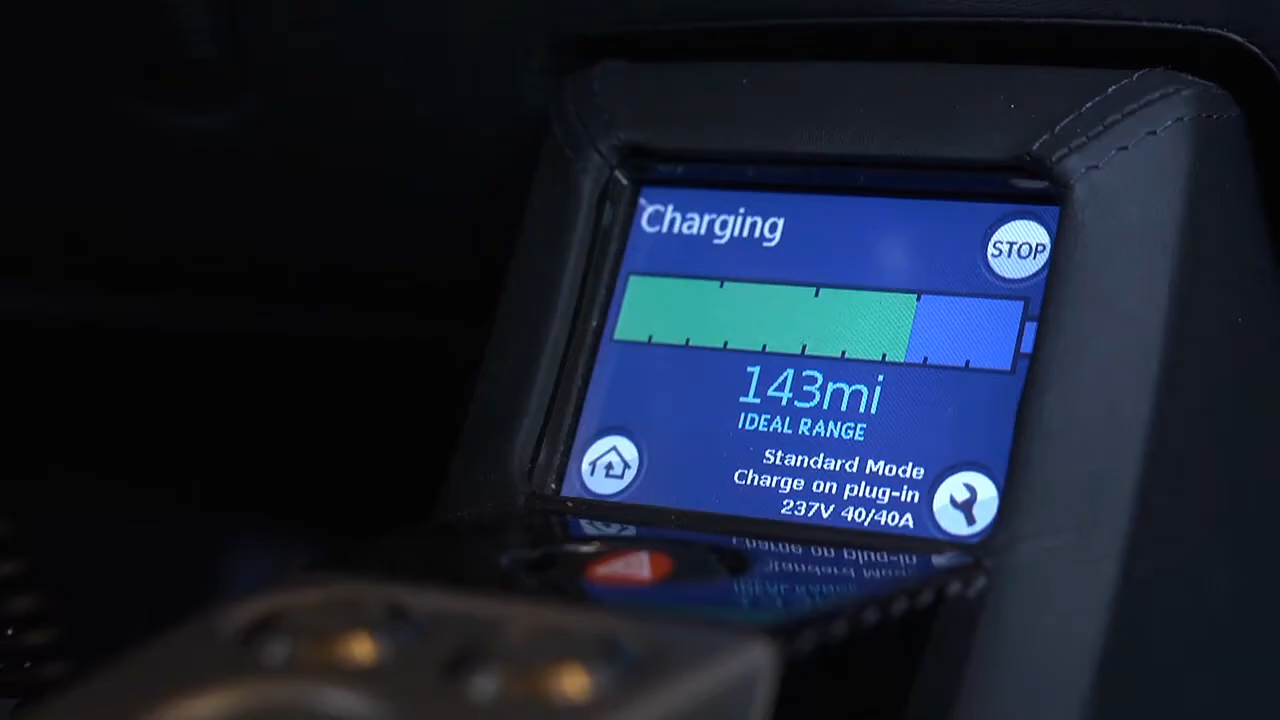 Charging
STOP
143mi
IDEAL RANGE
Standard Mode
Charge on plug-in
237V 40/40A